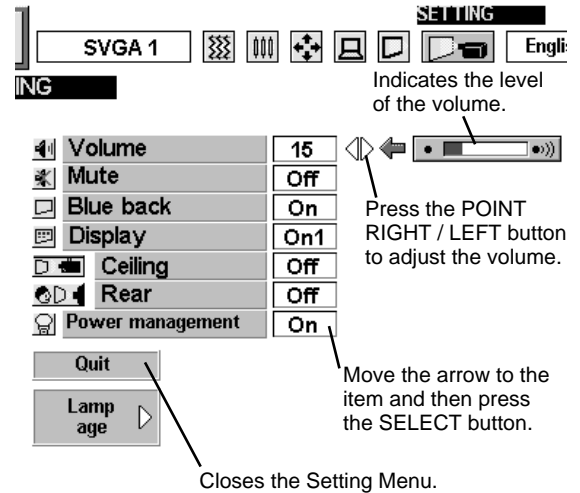 SETTING
SVGA 1
ING
Indicates the level
of the volume.
Volume 15
Mute Off
Blue back On
Display On1
Ceiling Off
Rear Off
Power management On
Press the POINT
RIGHT / LEFT button
to adjust the volume.
Quit
Lamp
age
Move the arrow to the
item and then press
the SELECT button.
Closes the Setting Menu.